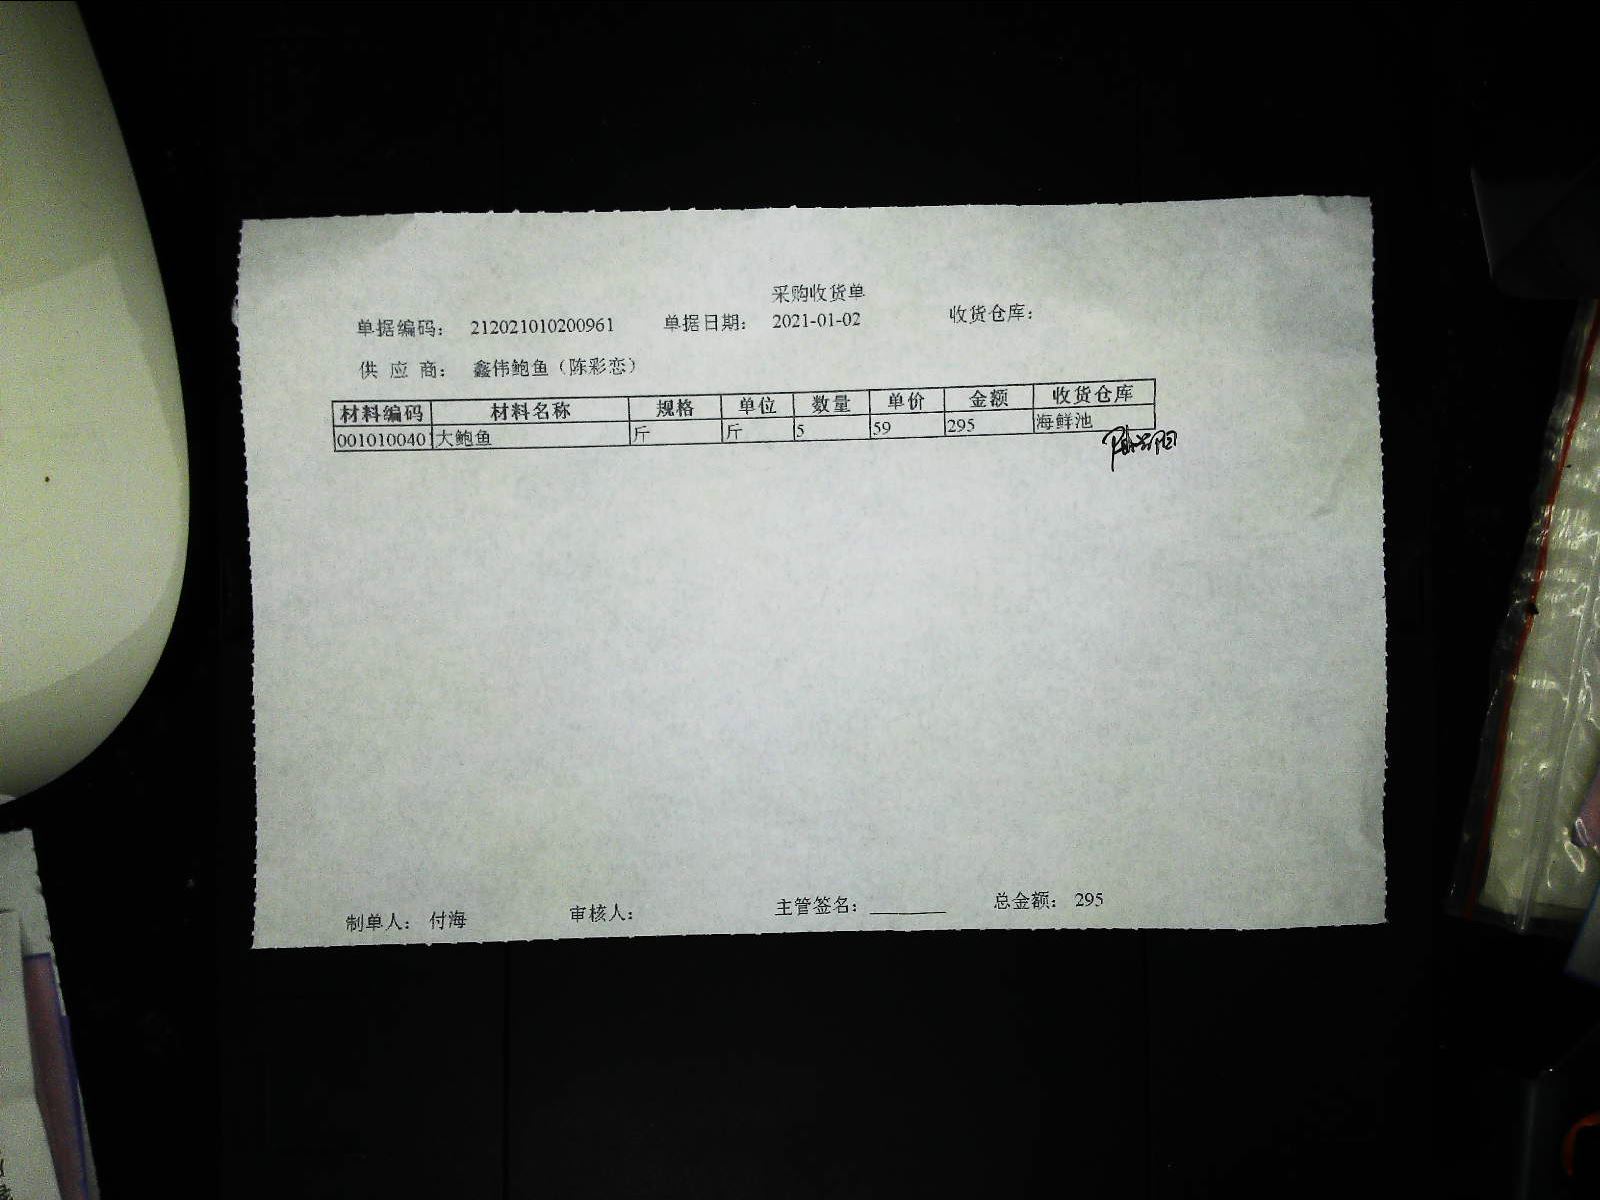 采购收货单
单据编码： 212021010200961 单据日期： 2021-01-02 收货仓库：
供 应 商： 鑫伟鲍鱼（陈彩恋）
材料编码 材料名称 规格 单位 数量 单价 金额 收货仓库
001010040 大鲍鱼 斤 斤 5 59 295 海鲜池
制单人： 付海 审核人： 主管签名： ________ 总金额： 295